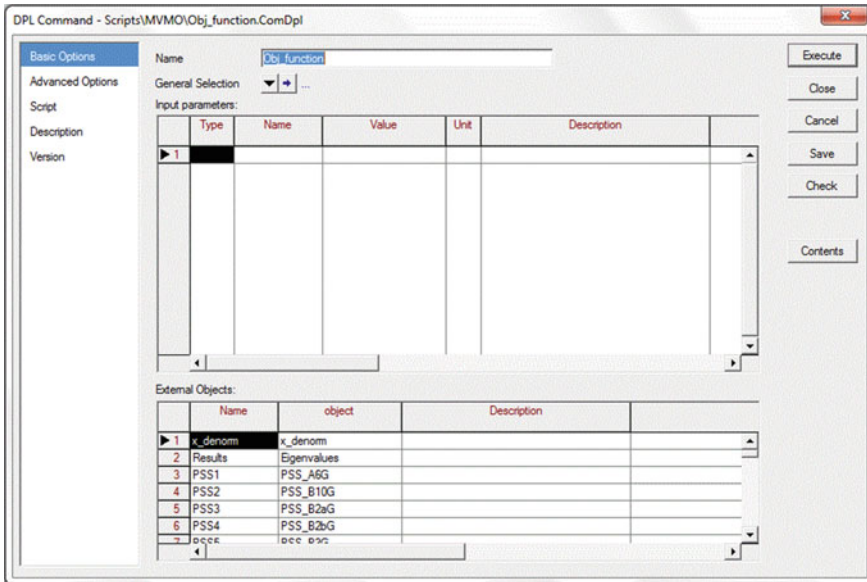 DPL Command - Scripts\MVMO\Obj_function.ComDpl
Basic Options
Advanced Options
Script
Description
Version
Name
Obj_function
General Selection
...
Input parameters:
Type Name Value Unit Description
1
External Objects:
Name object Description
1 x_denorm x_denorm
2 Results Eigenvalues
3 PSS1 PSS_A6G
4 PSS2 PSS_B10G
5 PSS3 PSS_B2aG
6 PSS4 PSS_B2bG
7 PSS5
Execute
Close
Cancel
Save
Check
Contents